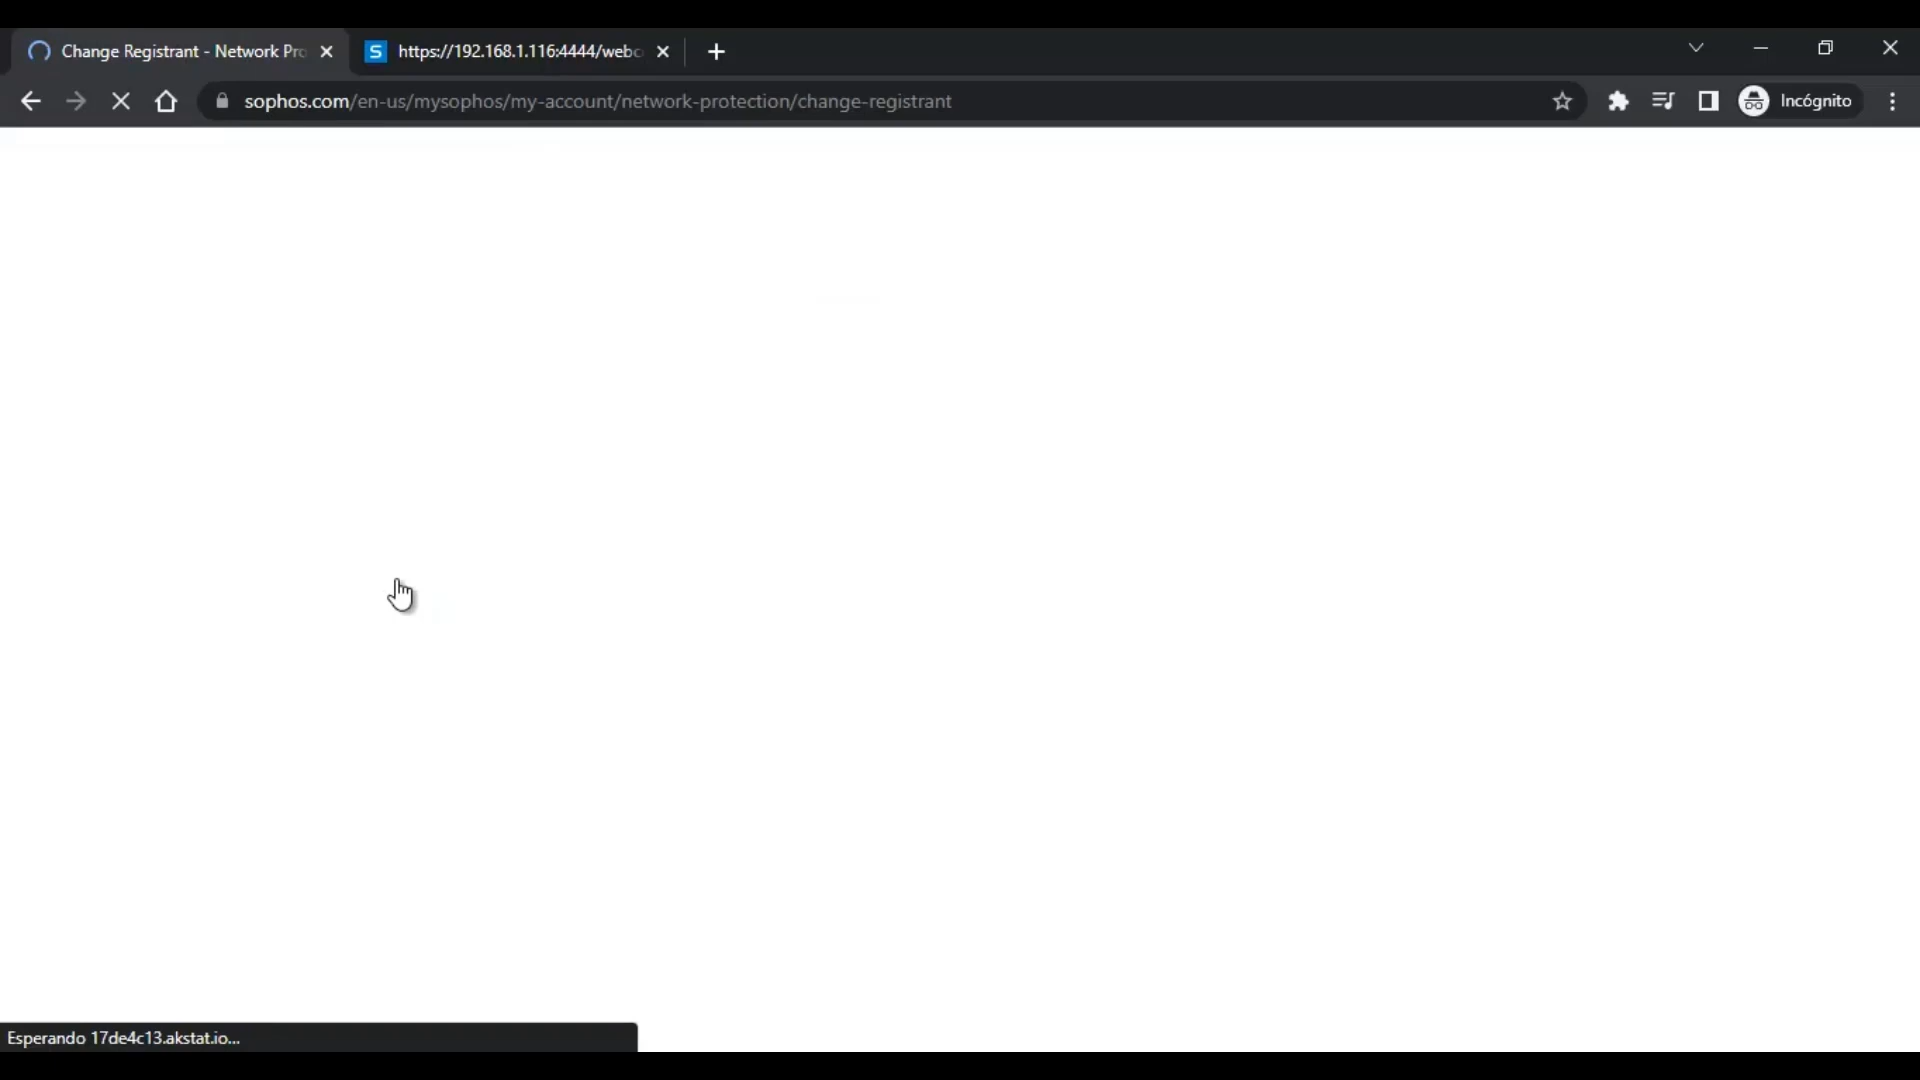 Change Registrant - Network Pro
S https://192.168.1.116:4444/webc
sophos.com/en-us/mysophos/my-account/network-protection/change-registrant
Incógnito
Esperando 17de4c13.akstat.io...